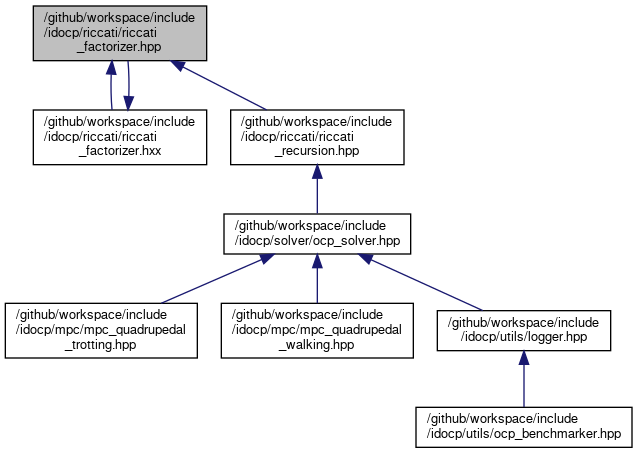 /github/workspace/include
/idocp/riccati/riccati
_factorizer.hpp
/github/workspace/include
/idocp/riccati/riccati
_factorizer.hxx
/github/workspace/include
/idocp/riccati/riccati
_recursion.hpp
/github/workspace/include
/idocp/solver/ocp_solver.hpp
/github/workspace/include
/idocp/mpc/mpc_quadrupedal
_trotting.hpp
/github/workspace/include
/idocp/mpc/mpc_quadrupedal
_walking.hpp
/github/workspace/include
/idocp/utils/logger.hpp
/github/workspace/include
/idocp/utils/ocp_benchmarker.hpp